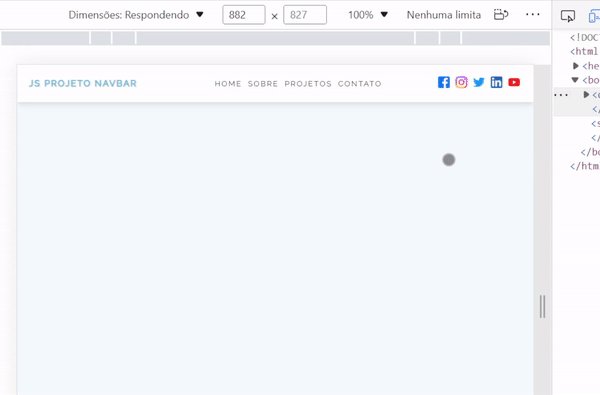 Dimensões: Respondendo ▼ 882 × 827 100% ▼ Nenhuma limita
JS PROJETO NAVBAR
HOME SOBRE PROJETOS CONTATO
<!DOC
<html
<he
<bo
</
<s
</
</bo
</htm